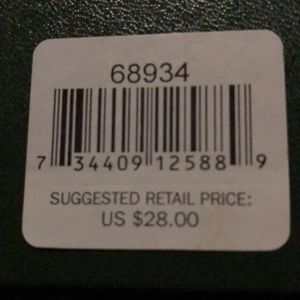 68934
7 34409 12588 9
SUGGESTED RETAIL PRICE:
US $28.00